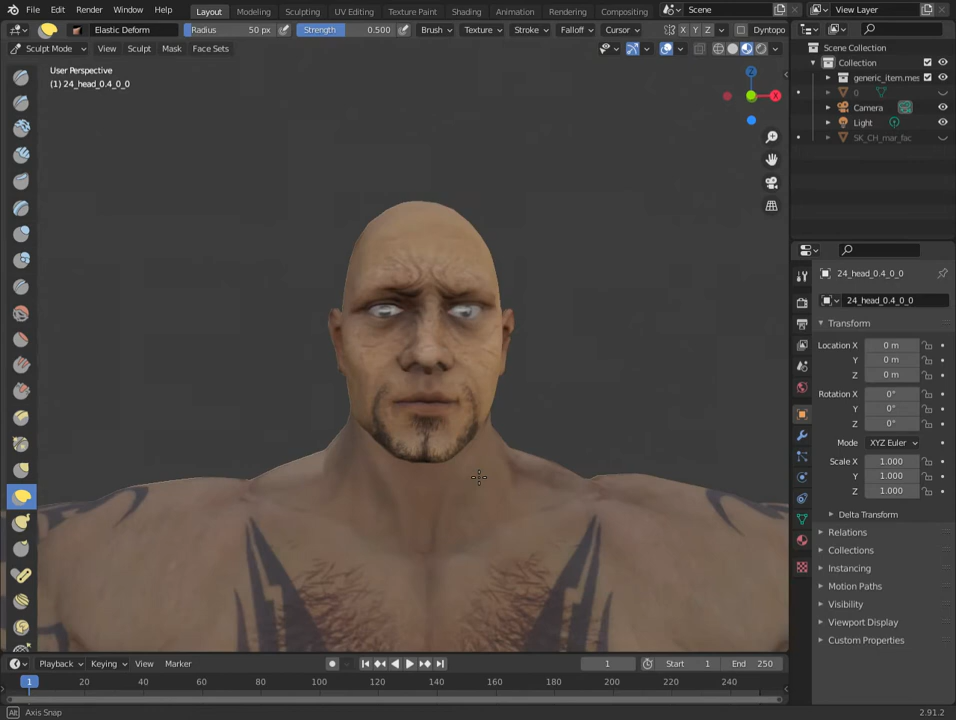 File Edit Render Window Help Layout Modeling Sculpting UV Editing Texture Paint Shading Animation Rendering Compositing Scene View Layer
Elastic Deform Radius 50 px Strength 0.500 Brush Texture Stroke Falloff Cursor X Y Z Dyntopo
Sculpt Mode View Sculpt Mask Face Sets
User Perspective
(1) 24_head_0.4_0_0
Z
X
Scene Collection
Collection
generic_item.mes
0
Camera
Light
SK_CH_mar_fac
24_head_0.4_0_0
24_head_0.4_0_0
Transform
Location X 0 m
Y 0 m
Z 0 m
Rotation X 0°
Y 0°
Z 0°
Mode XYZ Euler
Scale X 1.000
Y 1.000
Z 1.000
Delta Transform
Relations
Collections
Instancing
Motion Paths
Visibility
Viewport Display
Custom Properties
Playback Keying View Marker 1 Start 1 End 250
1 20 40 60 80 100 120 140 160 180 200 220 240
Alt Axis Snap 2.91.2